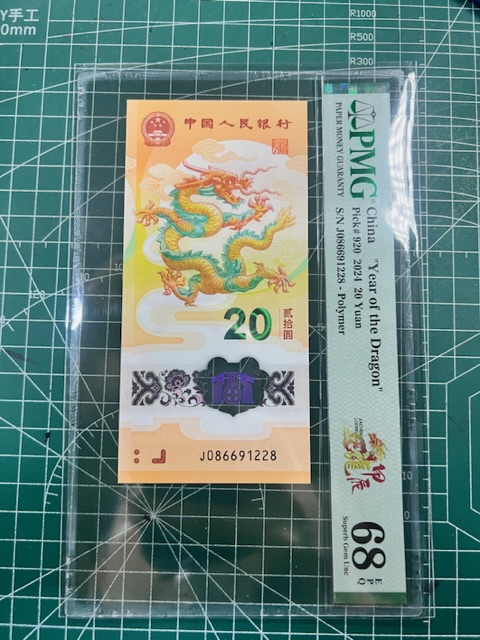 Y手工
0mm
R1000
R500
R300
中国人民银行
20
贰拾圆
J086691228
PMG
PAPER MONEY GUARANTY
China "Year of the Dragon"
Pick# 920 2024 20 Yuan
S/N J086691228 - Polymer
68 EPQ
Superb Gem Unc